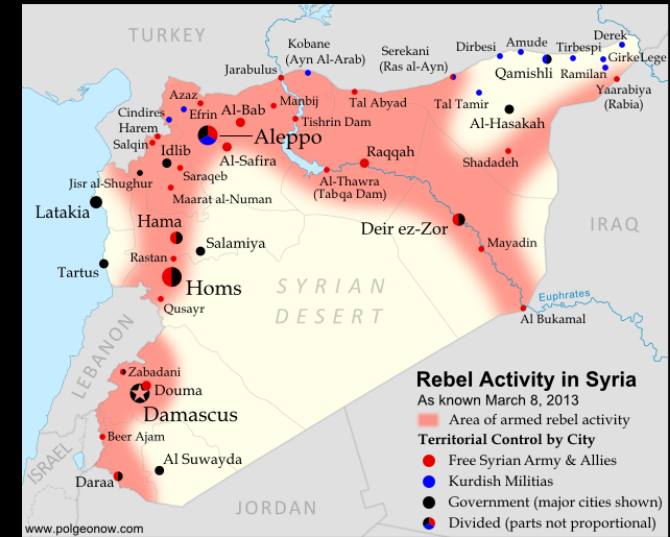 TURKEY
Kobane
(Ayn Al-Arab)
Serekani
(Ras al-Ayn)
Dirbesi
Amude
Tirbespi
Derek
GirkeLege
Jarabulus
Qamishli
Ramilan
Yaarabiya
(Rabia)
Azaz
Efrin
Al-Bab
Manbij
Tal Abyad
Tal Tamir
Cindires
Harem
Salqin
Tishrin Dam
Al-Hasakah
Idlib
Aleppo
Al-Safira
Raqqah
Shadadeh
Jisr al-Shughur
Saraqeb
Al-Thawra
(Tabqa Dam)
Maarat al-Numan
Latakia
Hama
Deir ez-Zor
IRAQ
Salamiya
Mayadin
Rastan
Tartus
Homs
SYRIAN
DESERT
Euphrates
Qusayr
Al Bukamal
LEBANON
Zabadani
Douma
Damascus
Beer Ajam
ISRAEL
Al Suwayda
Daraa
JORDAN
Rebel Activity in Syria
As known March 8, 2013
Area of armed rebel activity
Territorial Control by City
Free Syrian Army & Allies
Kurdish Militias
Government (major cities shown)
Divided (parts not proportional)
www.polgeonow.com